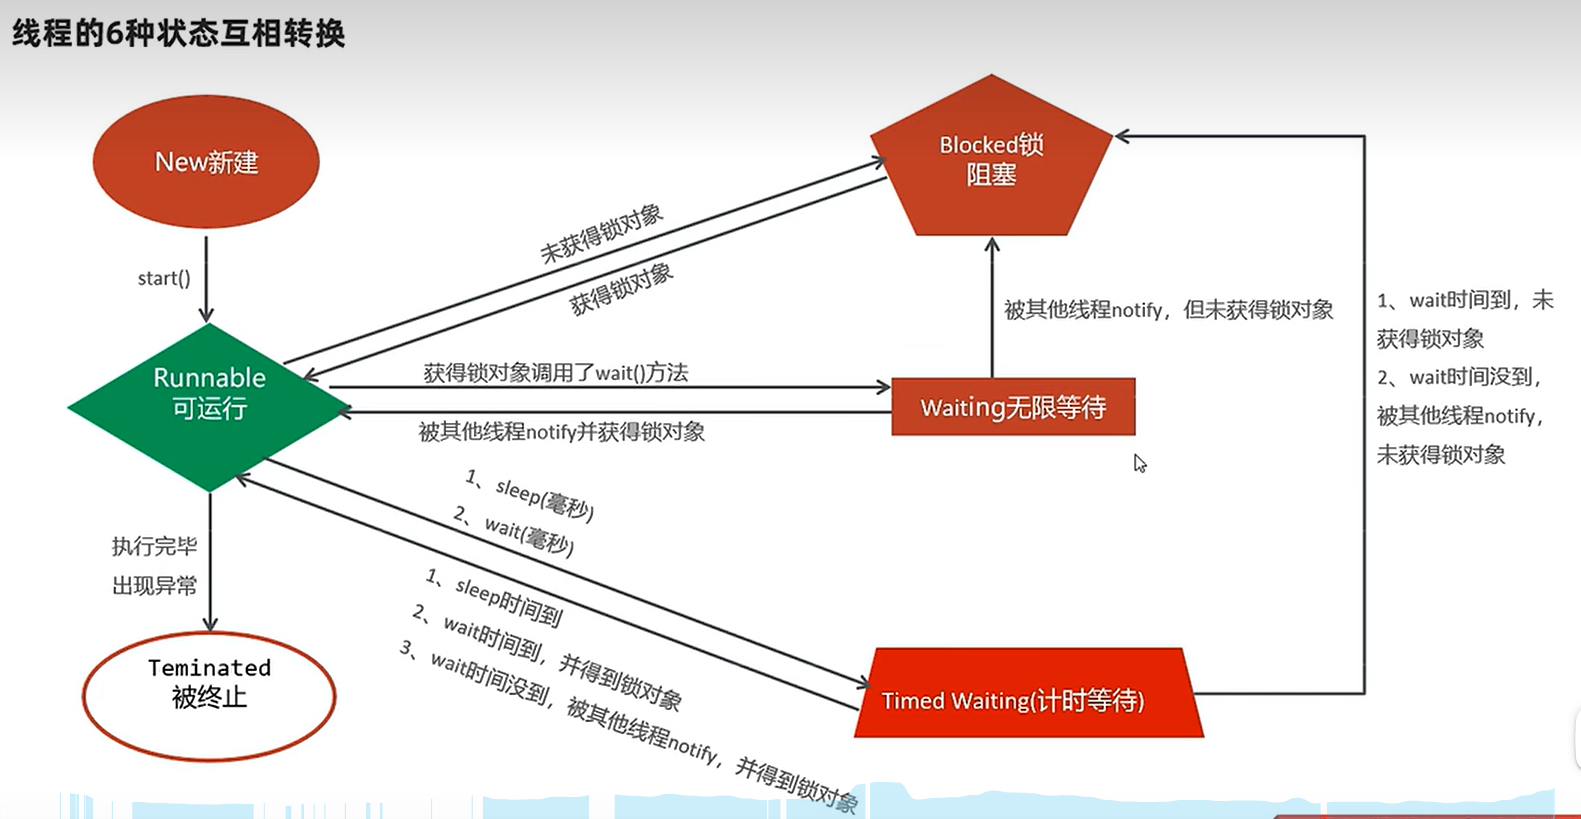 线程的6种状态互相转换
New新建
start()
Runnable
可运行
执行完毕
出现异常
Teminated
被终止
未获得锁对象
获得锁对象
Blocked锁
阻塞
获得锁对象调用了wait()方法
被其他线程notify并获得锁对象
被其他线程notify，但未获得锁对象
Waiting无限等待
1、sleep(毫秒)
2、wait(毫秒)
1、sleep时间到
2、wait时间到，并得到锁对象
3、wait时间没到，被其他线程notify，并得到锁对象
Timed Waiting(计时等待)
1、wait时间到，未
获得锁对象
2、wait时间没到，
被其他线程notify，
未获得锁对象